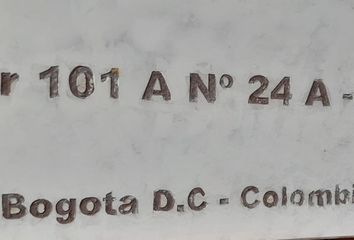 r 101 A Nº 24 A -
Bogota D.C - Colombi